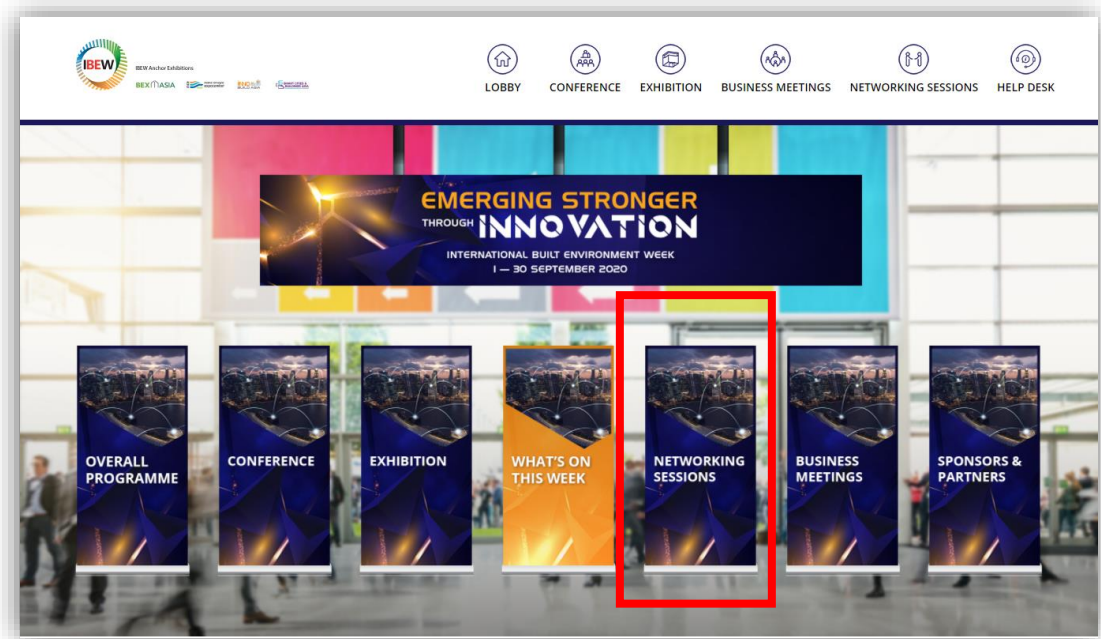 IBEW
IBEW Anchor Exhibitions
BEX ASIA
LOBBY
CONFERENCE
EXHIBITION
BUSINESS MEETINGS
NETWORKING SESSIONS
HELP DESK
EMERGING STRONGER
THROUGH INNOVATION
INTERNATIONAL BUILT ENVIRONMENT WEEK
1 — 30 SEPTEMBER 2020
OVERALL
PROGRAMME
CONFERENCE
EXHIBITION
WHAT'S ON
THIS WEEK
NETWORKING
SESSIONS
BUSINESS
MEETINGS
SPONSORS &
PARTNERS